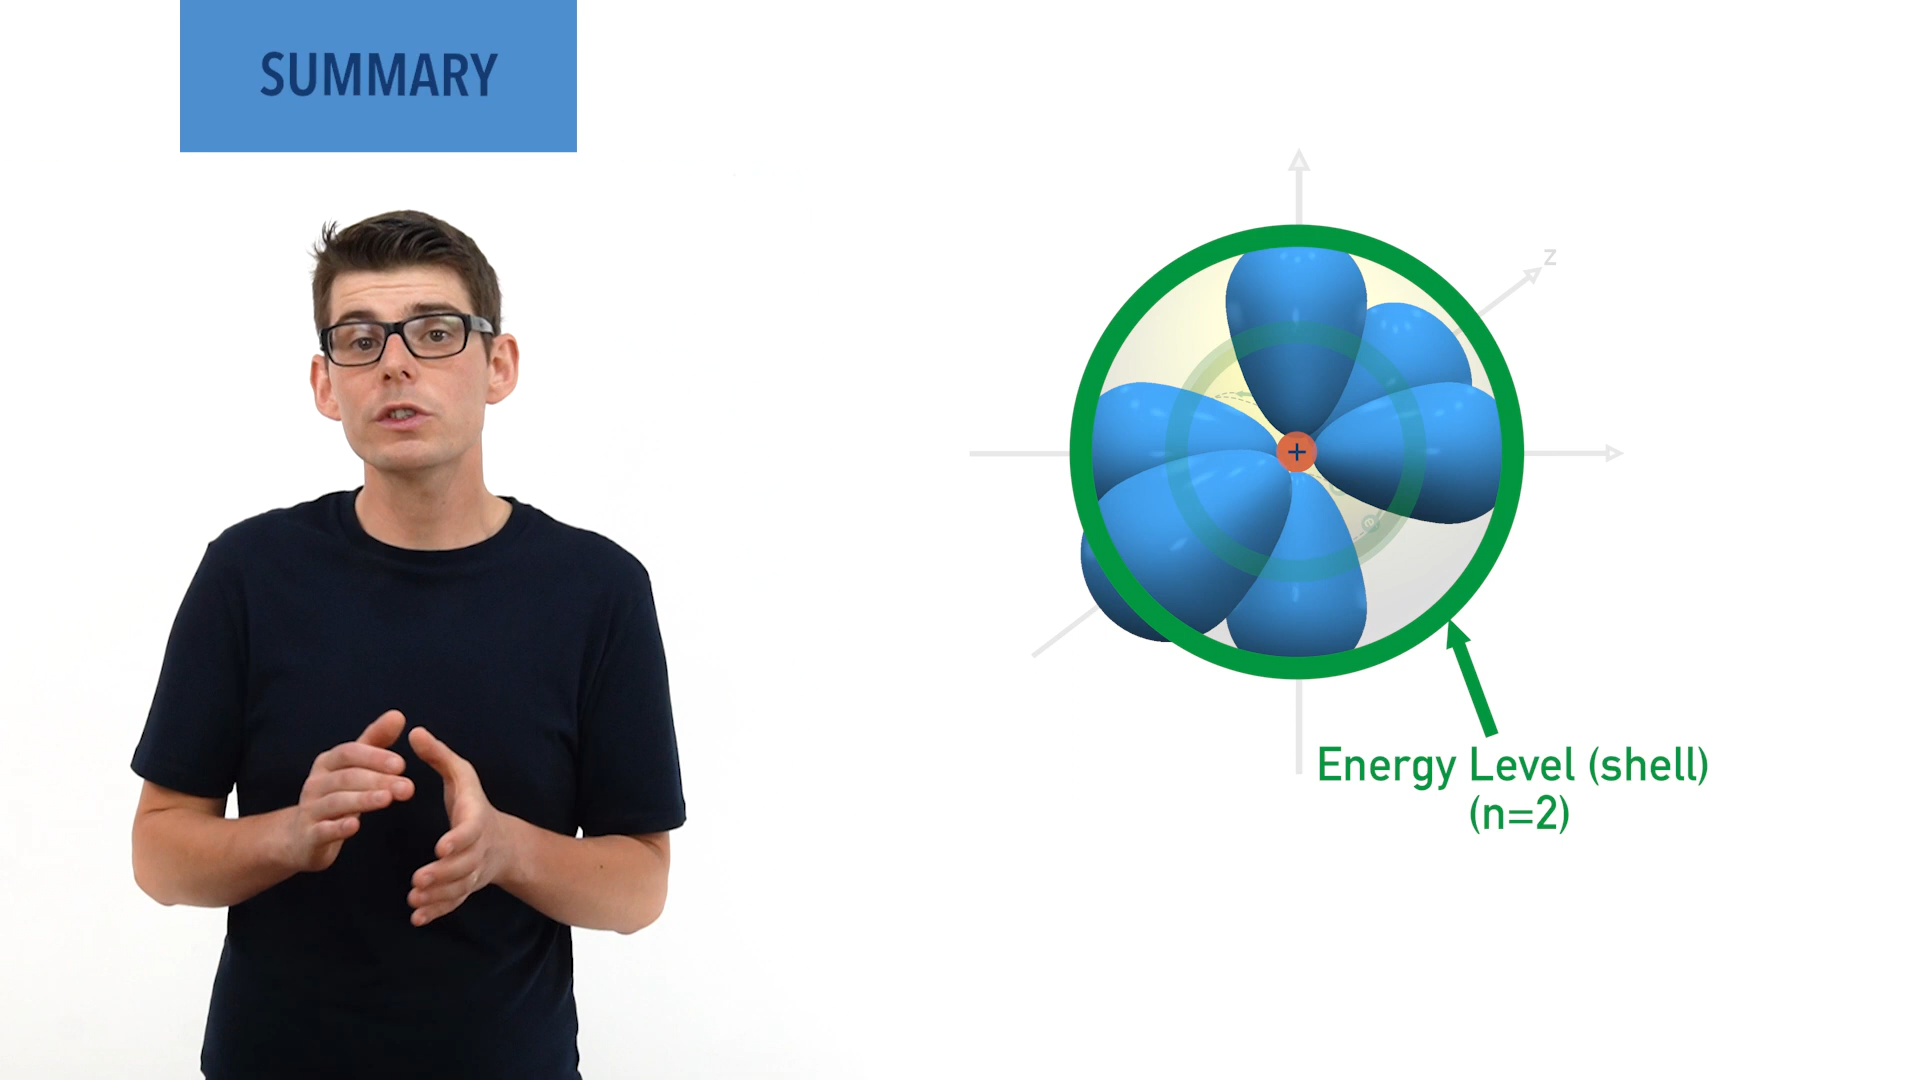 SUMMARY
z
+
e
Energy Level (shell)
(n=2)